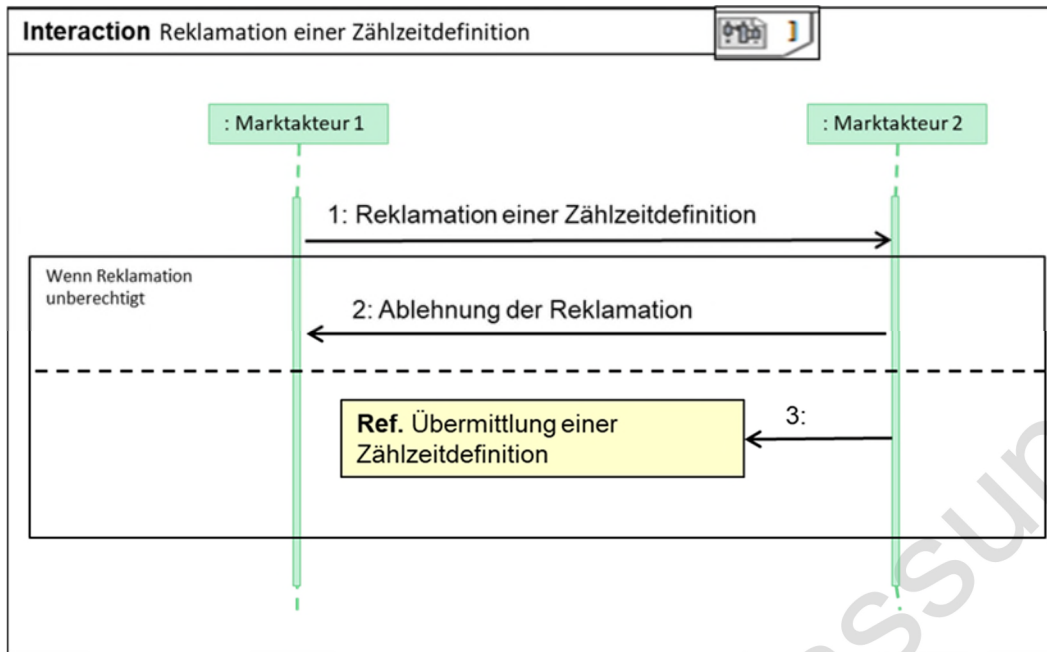 Interaction Reklamation einer Zählzeitdefinition
: Marktakteur 1
: Marktakteur 2
1: Reklamation einer Zählzeitdefinition
Wenn Reklamation
unberechtigt
2: Ablehnung der Reklamation
3:
Ref. Übermittlung einer
Zählzeitdefinition